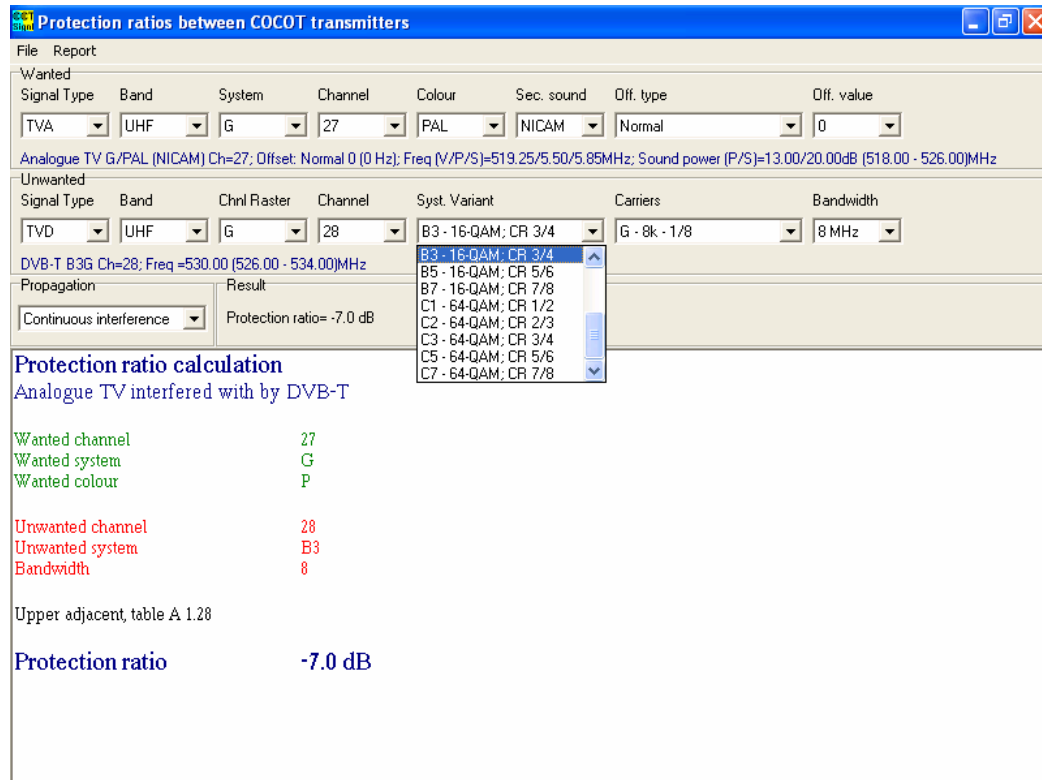 CCT
Signl
Protection ratios between COCOT transmitters
File Report
Wanted
Signal Type Band System Channel Colour Sec. sound Off. type Off. value
TVA UHF G 27 PAL NICAM Normal 0
Analogue TV G/PAL (NICAM) Ch=27; Offset: Normal 0 (0 Hz); Freq (V/P/S)=519.25/5.50/5.85MHz; Sound power (P/S)=13.00/20.00dB (518.00 - 526.00)MHz
Unwanted
Signal Type Band Chnl Raster Channel Syst. Variant Carriers Bandwidth
TVD UHF G 28 B3 - 16-QAM; CR 3/4 G - 8k - 1/8 8 MHz
DVB-T B3G Ch=28; Freq =530.00 (526.00 - 534.00)MHz
B3 - 16-QAM; CR 3/4
B5 - 16-QAM; CR 5/6
B7 - 16-QAM; CR 7/8
C1 - 64-QAM; CR 1/2
C2 - 64-QAM; CR 2/3
C3 - 64-QAM; CR 3/4
C5 - 64-QAM; CR 5/6
C7 - 64-QAM; CR 7/8
Propagation Result
Continuous interference Protection ratio= -7.0 dB
Protection ratio calculation
Analogue TV interfered with by DVB-T
Wanted channel 27
Wanted system G
Wanted colour P
Unwanted channel 28
Unwanted system B3
Bandwidth 8
Upper adjacent, table A 1.28
Protection ratio -7.0 dB